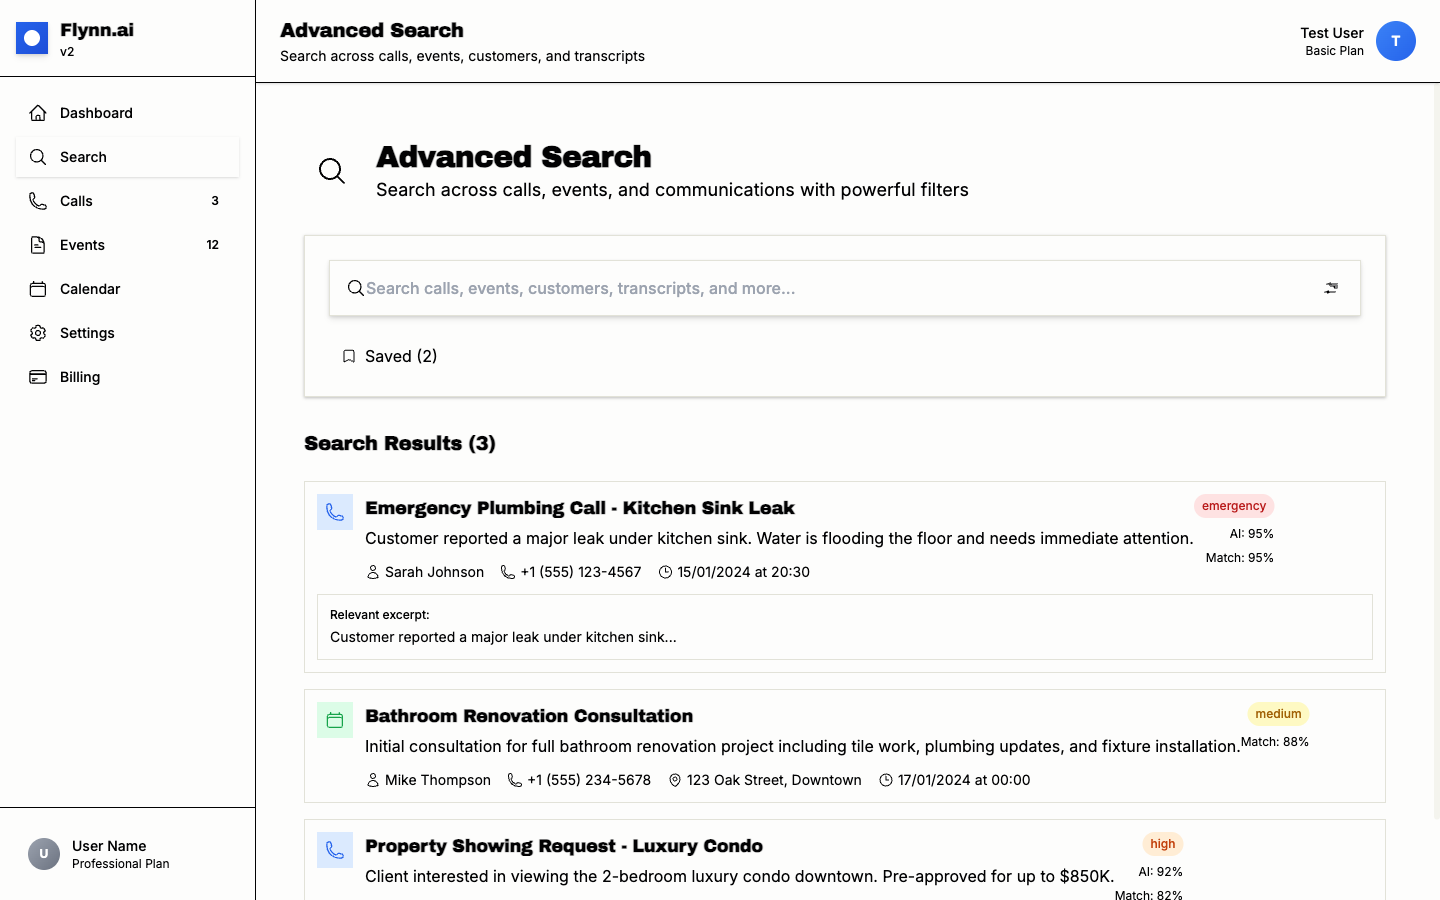 Flynn.ai
v2
Dashboard
Search
Calls 3
Events 12
Calendar
Settings
Billing
U
User Name
Professional Plan
Advanced Search
Search across calls, events, customers, and transcripts
Test User
Basic Plan
T
Advanced Search
Search across calls, events, and communications with powerful filters
Search calls, events, customers, transcripts, and more...
Saved (2)
Search Results (3)
Emergency Plumbing Call - Kitchen Sink Leak
emergency
Customer reported a major leak under kitchen sink. Water is flooding the floor and needs immediate attention.
AI: 95%
Match: 95%
Sarah Johnson +1 (555) 123-4567 15/01/2024 at 20:30
Relevant excerpt:
Customer reported a major leak under kitchen sink...
Bathroom Renovation Consultation
medium
Initial consultation for full bathroom renovation project including tile work, plumbing updates, and fixture installation.
Match: 88%
Mike Thompson +1 (555) 234-5678 123 Oak Street, Downtown 17/01/2024 at 00:00
Property Showing Request - Luxury Condo
high
Client interested in viewing the 2-bedroom luxury condo downtown. Pre-approved for up to $850K.
AI: 92%
Match: 82%